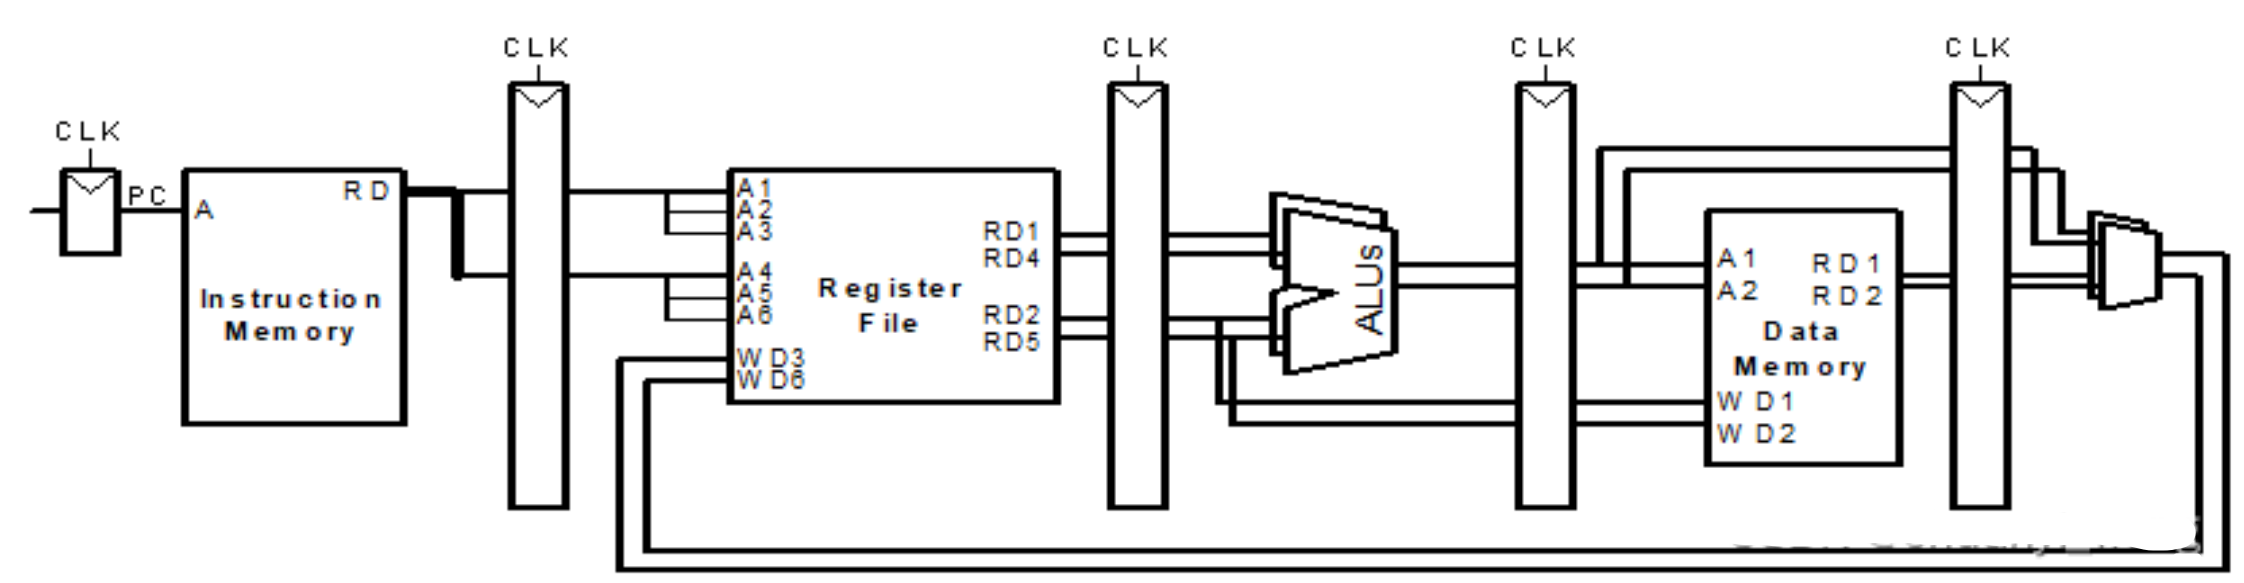 CLK
CLK
CLK
CLK
CLK
PC
A
RD
Instruction
Memory
A1
A2
A3
A4
A5
A6
WD3
WD6
Register
File
RD1
RD4
RD2
RD5
ALUs
A1
A2
RD1
RD2
Data
Memory
WD1
WD2